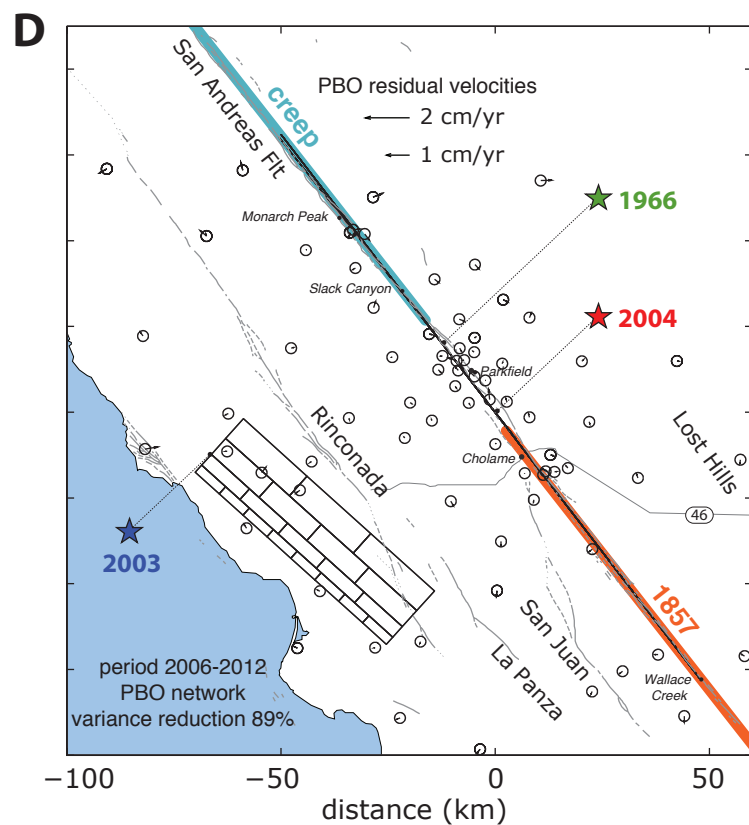 D
San Andreas Flt
creep
PBO residual velocities
2 cm/yr
1 cm/yr
1966
Monarch Peak
Slack Canyon
2004
Parkfield
Rinconada
Lost Hills
Cholame
46
2003
1857
San Juan
La Panza
Wallace
Creek
period 2006-2012
PBO network
variance reduction 89%
−100
−50
0
50
distance (km)